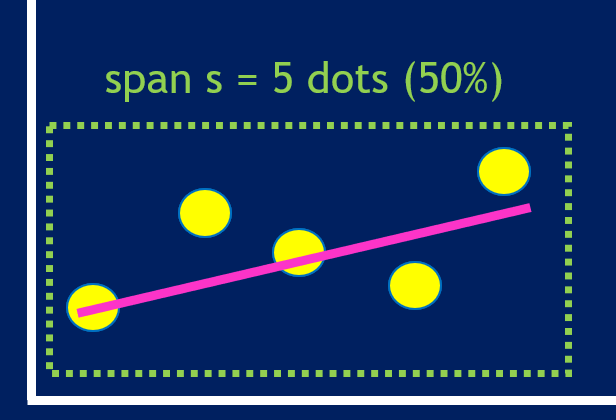 span s = 5 dots (50%)